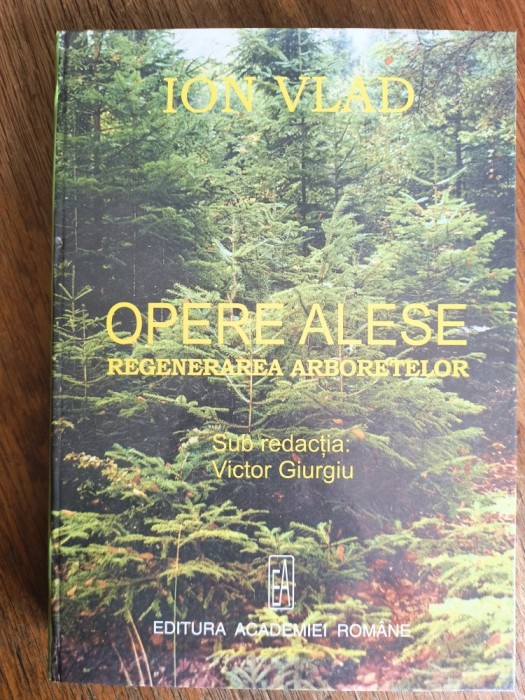 ION VLAD
OPERE ALESE
REGENERAREA ARBORETELOR
Sub redacția:
Victor Giurgiu
EA
EDITURA ACADEMIEI ROMÂNE